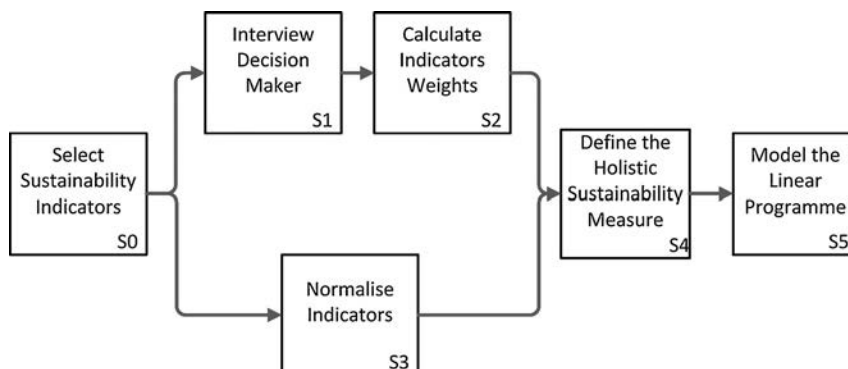 Select
Sustainability
Indicators
S0
Interview
Decision
Maker
S1
Calculate
Indicators
Weights
S2
Normalise
Indicators
S3
Define the
Holistic
Sustainability
Measure
S4
Model the
Linear
Programme
S5